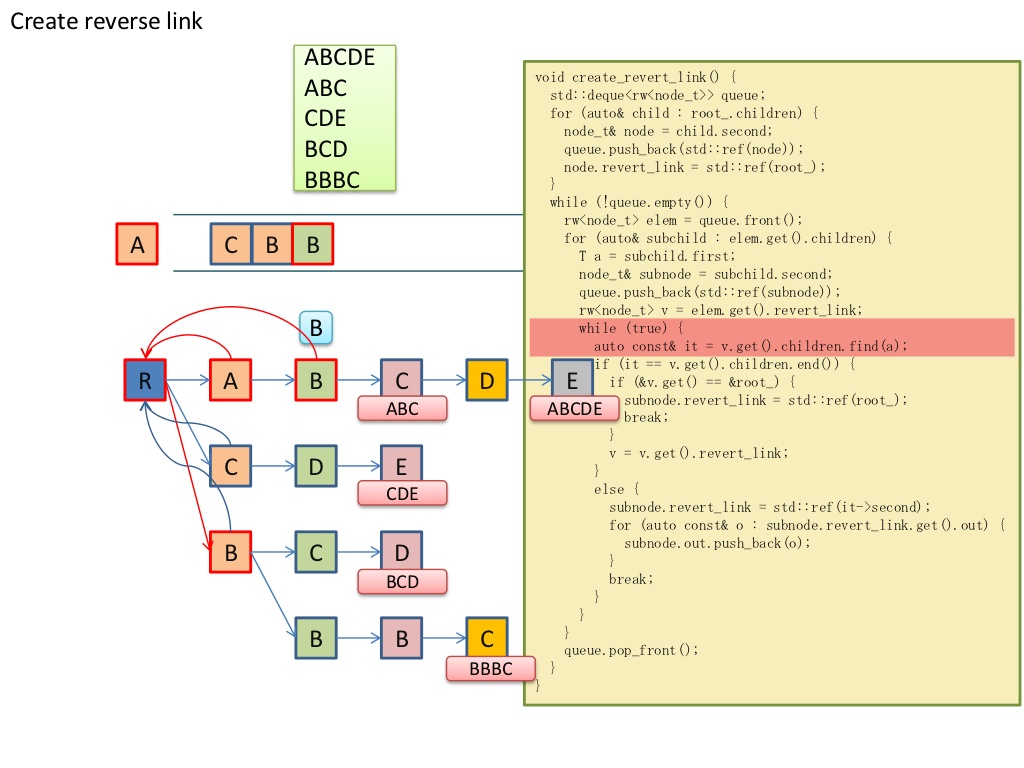 Create reverse link
ABCDE
ABC
CDE
BCD
BBBC
A
C B B
B
R A B C D E
ABC
ABCDE
C D E
CDE
B C D
BCD
B B C
BBBC
void create_revert_link() {
std::deque<rw<node_t>> queue;
for (auto& child : root_.children) {
node_t& node = child.second;
queue.push_back(std::ref(node));
node.revert_link = std::ref(root_);
}
while (!queue.empty()) {
rw<node_t> elem = queue.front();
for (auto& subchild : elem.get().children) {
T a = subchild.first;
node_t& subnode = subchild.second;
queue.push_back(std::ref(subnode));
rw<node_t> v = elem.get().revert_link;
while (true) {
auto const& it = v.get().children.find(a);
if (it == v.get().children.end()) {
if (&v.get() == &root_) {
subnode.revert_link = std::ref(root_);
break;
}
v = v.get().revert_link;
}
else {
subnode.revert_link = std::ref(it->second);
for (auto const& o : subnode.revert_link.get().out) {
subnode.out.push_back(o);
}
break;
}
}
}
queue.pop_front();
}
}